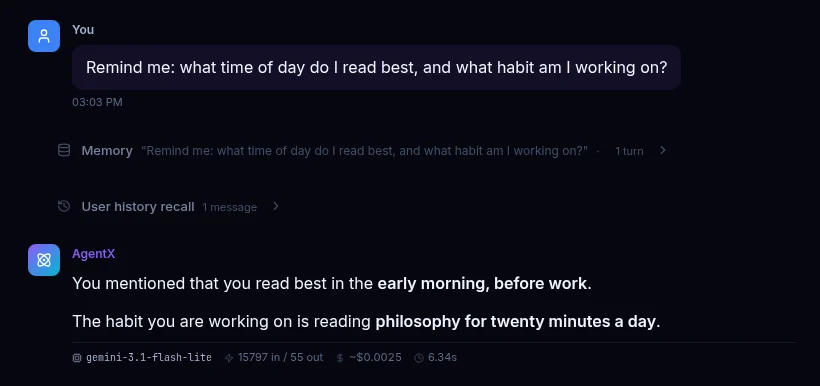 You
Remind me: what time of day do I read best, and what habit am I working on?
03:03 PM
Memory "Remind me: what time of day do I read best, and what habit am I working on?" · 1 turn
User history recall 1 message
AgentX
You mentioned that you read best in the early morning, before work.
The habit you are working on is reading philosophy for twenty minutes a day.
gemini-3.1-flash-lite 15797 in / 55 out $ ~$0.0025 6.34s